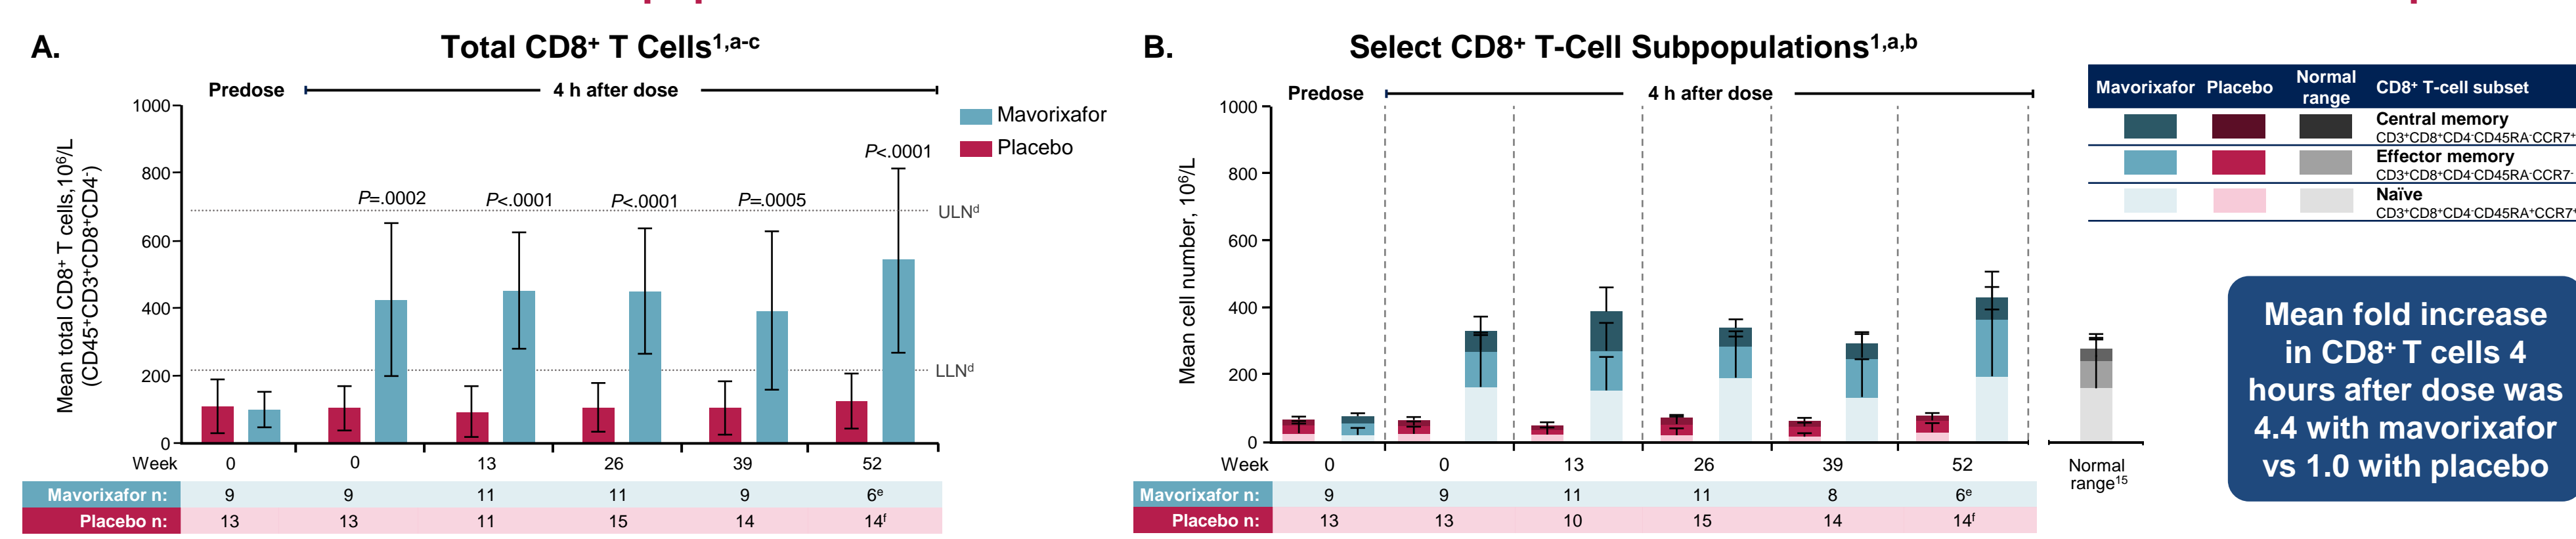 A.
Total CD8⁺ T Cells¹,ᵃ⁻ᶜ
Predose
4 h after dose
Mean total CD8⁺ T cells,10⁶/L
(CD45⁺CD3⁺CD8⁺CD4⁻)
1000
800
600
400
200
0
P=.0002
P<.0001
P<.0001
P=.0005
P<.0001
ULNᵈ
LLNᵈ
Mavorixafor
Placebo
Week 0 0 13 26 39 52
Mavorixafor n: 9 9 11 11 9 6ᵉ
Placebo n: 13 13 11 15 14 14ᶠ
B.
Select CD8⁺ T-Cell Subpopulations¹,ᵃ,ᵇ
Predose
4 h after dose
Mean cell number, 10⁶/L
1000
800
600
400
200
0
Week 0 0 13 26 39 52
Normal
range¹⁵
Mavorixafor n: 9 9 11 11 8 6ᵉ
Placebo n: 13 13 10 15 14 14ᶠ
Mavorixafor Placebo Normal range CD8⁺ T-cell subset
Central memory
CD3⁺CD8⁺CD4⁻CD45RA⁻CCR7⁺
Effector memory
CD3⁺CD8⁺CD4⁻CD45RA⁻CCR7⁻
Naïve
CD3⁺CD8⁺CD4⁻CD45RA⁺CCR7⁺
Mean fold increase
in CD8⁺ T cells 4
hours after dose was
4.4 with mavorixafor
vs 1.0 with placebo